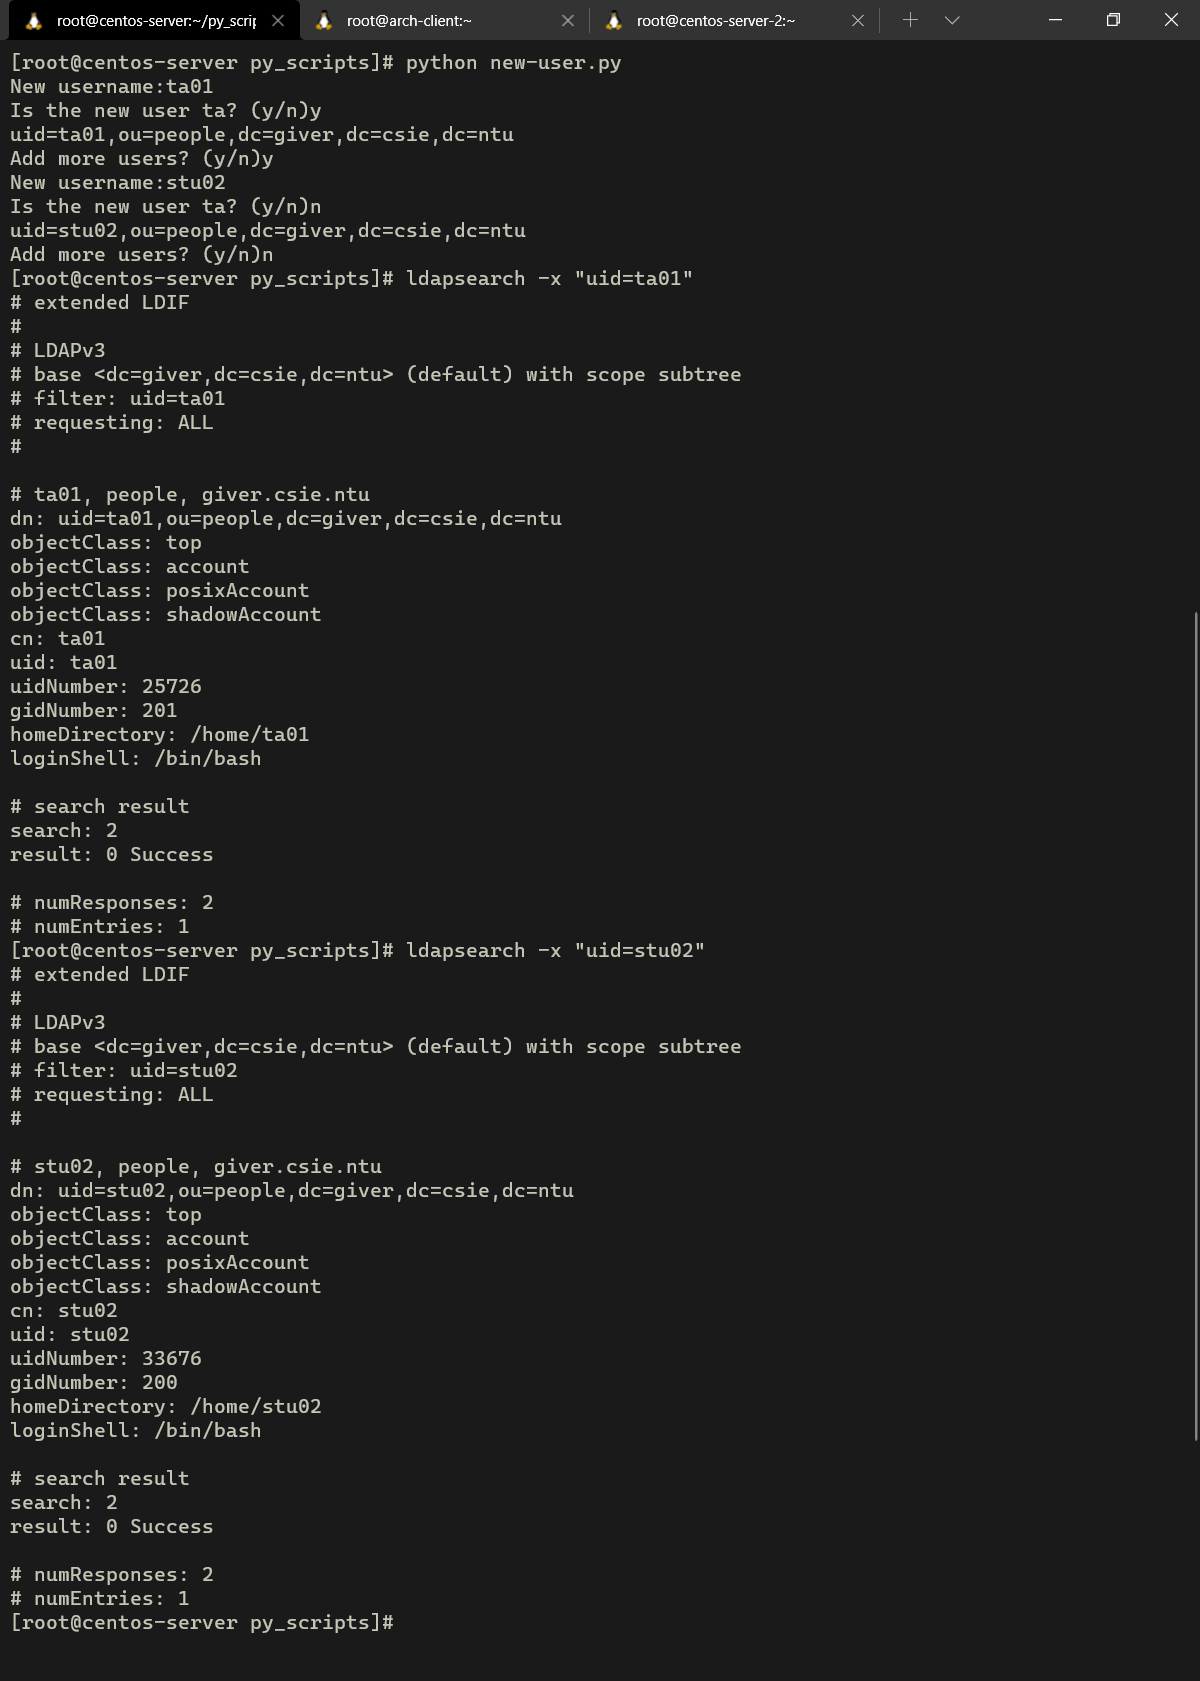 root@centos-server:~/py_scrip
root@arch-client:~
root@centos-server-2:~
[root@centos-server py_scripts]# python new-user.py
New username:ta01
Is the new user ta? (y/n)y
uid=ta01,ou=people,dc=giver,dc=csie,dc=ntu
Add more users? (y/n)y
New username:stu02
Is the new user ta? (y/n)n
uid=stu02,ou=people,dc=giver,dc=csie,dc=ntu
Add more users? (y/n)n
[root@centos-server py_scripts]# ldapsearch -x "uid=ta01"
# extended LDIF
#
# LDAPv3
# base <dc=giver,dc=csie,dc=ntu> (default) with scope subtree
# filter: uid=ta01
# requesting: ALL
#

# ta01, people, giver.csie.ntu
dn: uid=ta01,ou=people,dc=giver,dc=csie,dc=ntu
objectClass: top
objectClass: account
objectClass: posixAccount
objectClass: shadowAccount
cn: ta01
uid: ta01
uidNumber: 25726
gidNumber: 201
homeDirectory: /home/ta01
loginShell: /bin/bash

# search result
search: 2
result: 0 Success

# numResponses: 2
# numEntries: 1
[root@centos-server py_scripts]# ldapsearch -x "uid=stu02"
# extended LDIF
#
# LDAPv3
# base <dc=giver,dc=csie,dc=ntu> (default) with scope subtree
# filter: uid=stu02
# requesting: ALL
#

# stu02, people, giver.csie.ntu
dn: uid=stu02,ou=people,dc=giver,dc=csie,dc=ntu
objectClass: top
objectClass: account
objectClass: posixAccount
objectClass: shadowAccount
cn: stu02
uid: stu02
uidNumber: 33676
gidNumber: 200
homeDirectory: /home/stu02
loginShell: /bin/bash

# search result
search: 2
result: 0 Success

# numResponses: 2
# numEntries: 1
[root@centos-server py_scripts]#